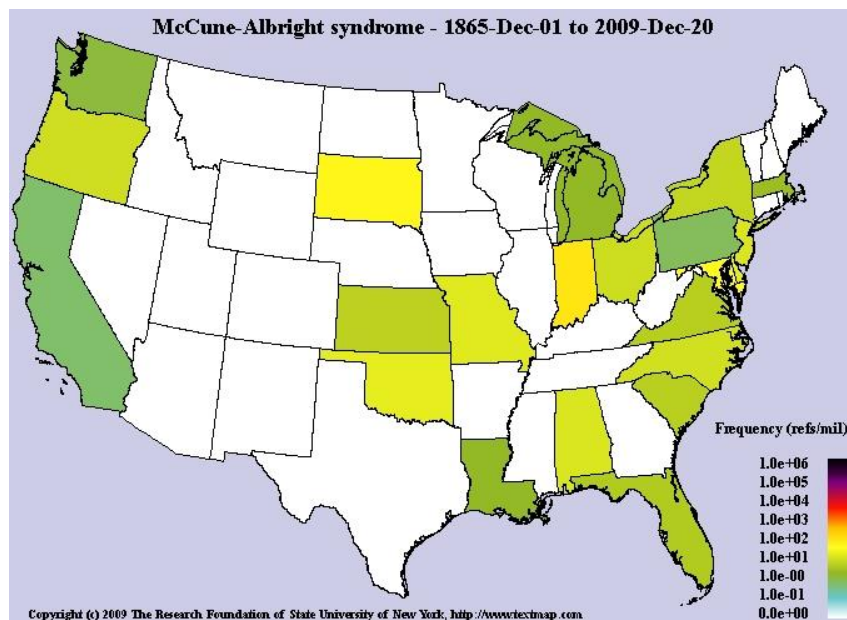 McCune-Albright syndrome - 1865-Dec-01 to 2009-Dec-20
Frequency (refs/mil)
1.0e+06
1.0e+05
1.0e+04
1.0e+03
1.0e+02
1.0e+01
1.0e-00
1.0e-01
0.0e+00
Copyright (c) 2009 The Research Foundation of State University of New York, http://www.textmap.com